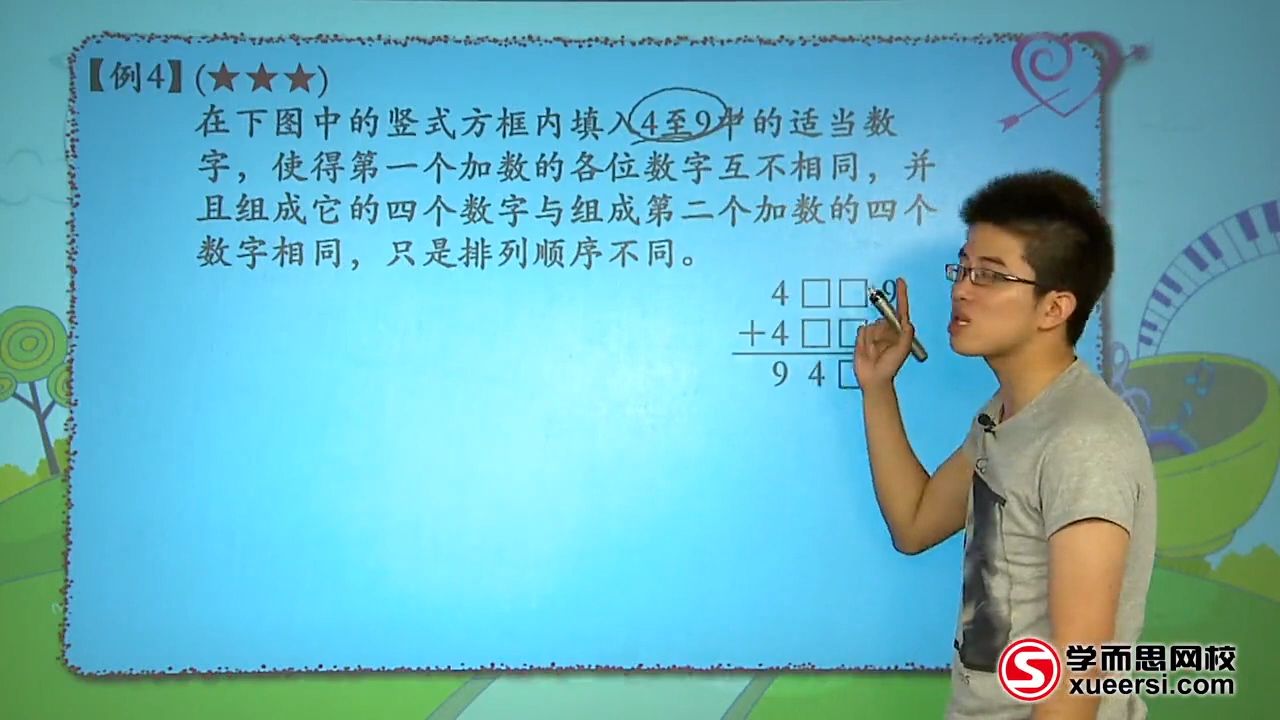 【例4】(★★★)
在下图中的竖式方框内填入4至9中的适当数
字，使得第一个加数的各位数字互不相同，并
且组成它的四个数字与组成第二个加数的四个
数字相同，只是排列顺序不同。
4 □ □ 9
+ 4 □ □
9 4 □
学而思网校
xueersi.com